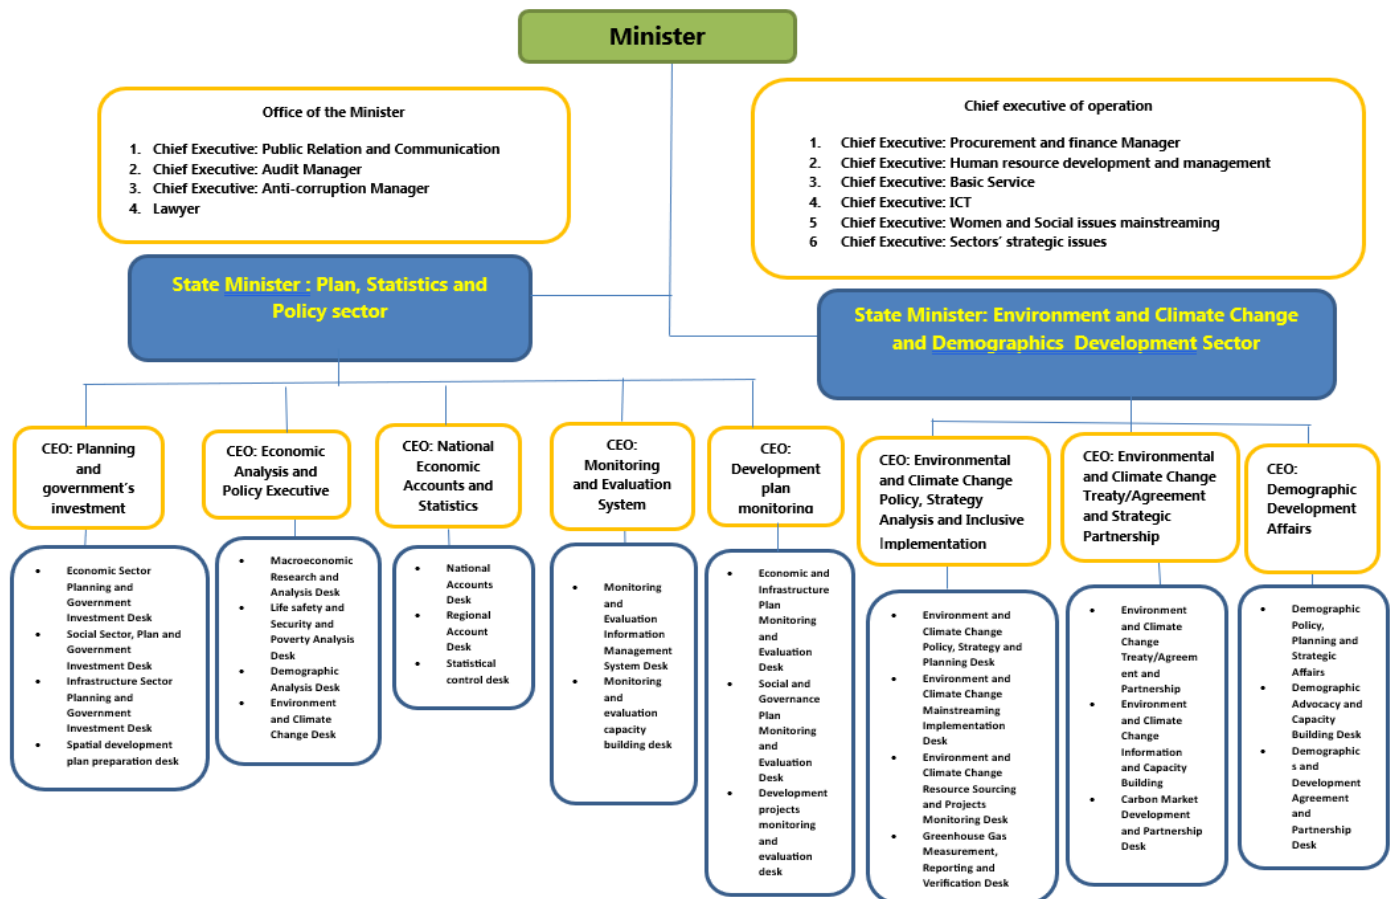 Minister
Office of the Minister
1. Chief Executive: Public Relation and Communication
2. Chief Executive: Audit Manager
3. Chief Executive: Anti-corruption Manager
4. Lawyer
Chief executive of operation
1. Chief Executive: Procurement and finance Manager
2. Chief Executive: Human resource development and management
3. Chief Executive: Basic Service
4. Chief Executive: ICT
5 Chief Executive: Women and Social issues mainstreaming
6 Chief Executive: Sectors' strategic issues
State Minister : Plan, Statistics and
Policy sector
State Minister: Environment and Climate Change
and Demographics Development Sector
CEO: Planning
and
government's
investment
CEO: Economic
Analysis and
Policy Executive
CEO: National
Economic
Accounts and
Statistics
CEO:
Monitoring
and Evaluation
System
CEO:
Development
plan
monitoring
CEO: Environmental
and Climate Change
Policy, Strategy
Analysis and Inclusive
Implementation
CEO: Environmental
and Climate Change
Treaty/Agreement
and Strategic
Partnership
CEO:
Demographic
Development
Affairs
• Economic Sector
Planning and
Government
Investment Desk
• Social Sector, Plan and
Government
Investment Desk
• Infrastructure Sector
Planning and
Government
Investment Desk
• Spatial development
plan preparation desk
• Macroeconomic
Research and
Analysis Desk
• Life safety and
Security and
Poverty Analysis
Desk
• Demographic
Analysis Desk
• Environment
and Climate
Change Desk
• National
Accounts
Desk
• Regional
Account
Desk
• Statistical
control desk
• Monitoring
and
Evaluation
Information
Management
System Desk
• Monitoring
and
evaluation
capacity
building desk
• Economic and
Infrastructure
Plan
Monitoring
and
Evaluation
Desk
• Social and
Governance
Plan
Monitoring
and
Evaluation
Desk
• Development
projects
monitoring
and
evaluation
desk
• Environment and
Climate Change
Policy, Strategy and
Planning Desk
• Environment and
Climate Change
Mainstreaming
Implementation
Desk
• Environment and
Climate Change
Resource Sourcing
and Projects
Monitoring Desk
• Greenhouse Gas
Measurement,
Reporting and
Verification Desk
• Environment
and Climate
Change
Treaty/Agreem
ent and
Partnership
• Environment
and Climate
Change
Information
and Capacity
Building
• Carbon Market
Development
and Partnership
Desk
• Demographic
Policy,
Planning and
Strategic
Affairs
• Demographic
Advocacy and
Capacity
Building Desk
• Demographic
s and
Development
Agreement
and
Partnership
Desk